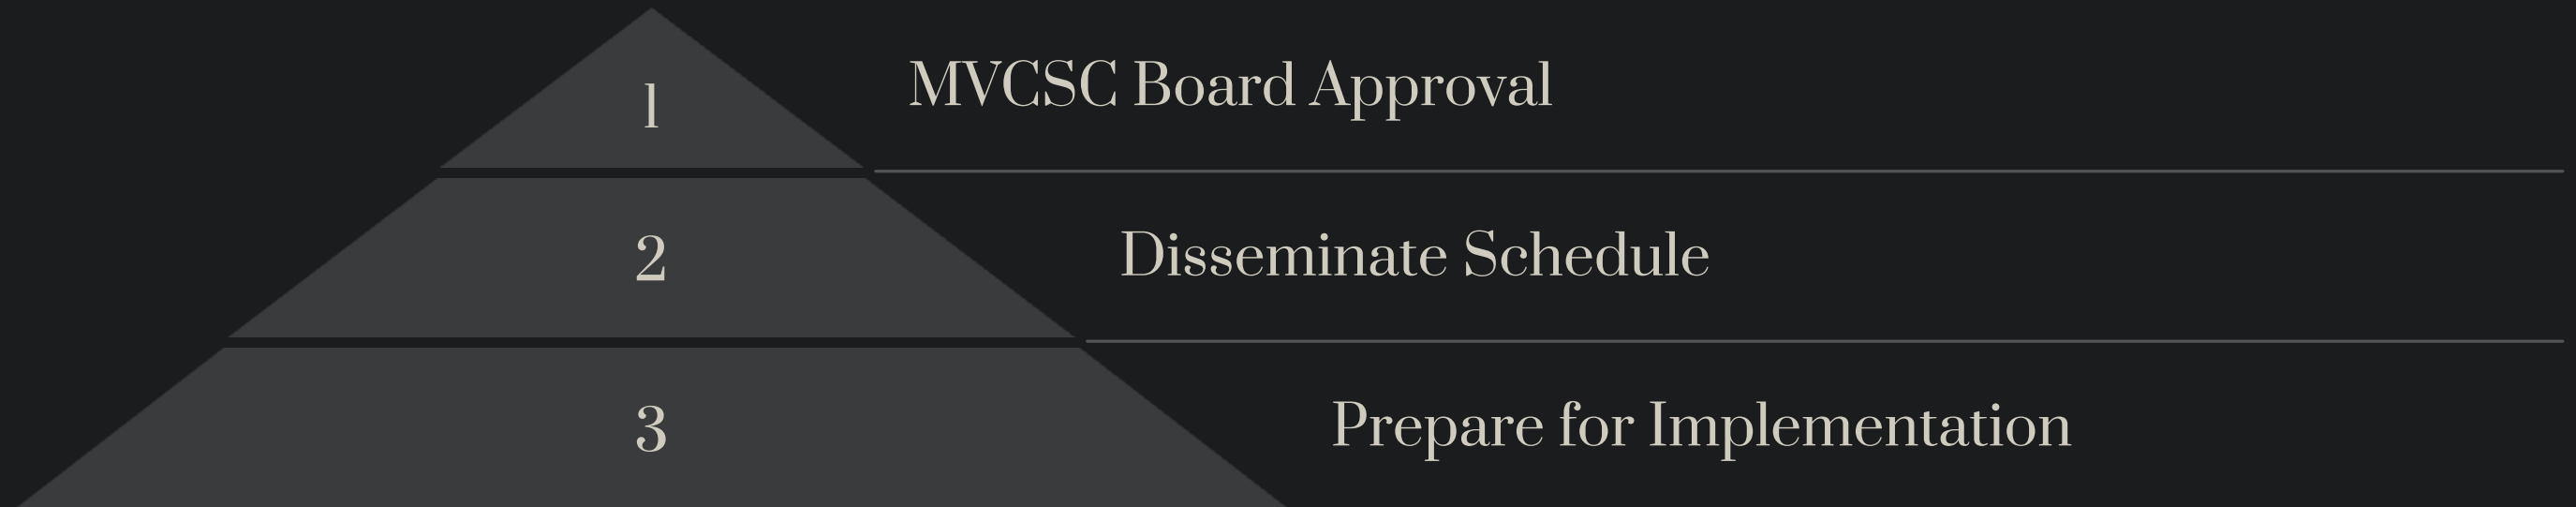 1
MVCSC Board Approval
2
Disseminate Schedule
3
Prepare for Implementation